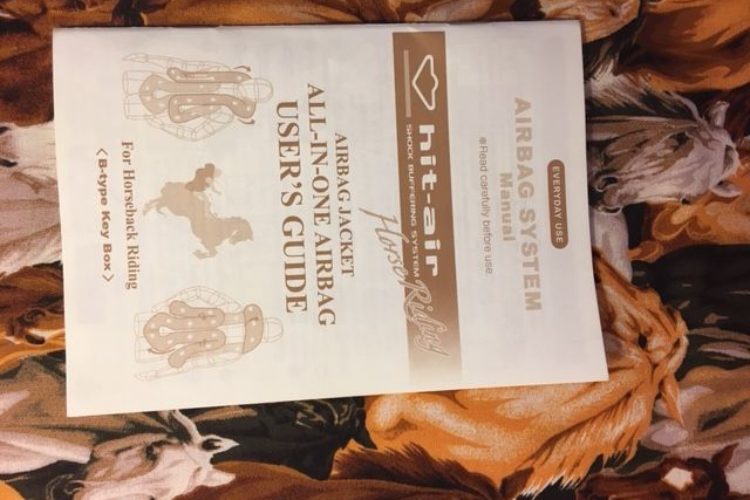 EVERYDAY USE
AIRBAG SYSTEM
Manual
※Read carefully before use.
hit-air
SHOCK BUFFERING SYSTEM
Horse Riding
AIRBAG JACKET
ALL-IN-ONE AIRBAG
USER'S GUIDE
For Horseback Riding
< B-type Key Box >